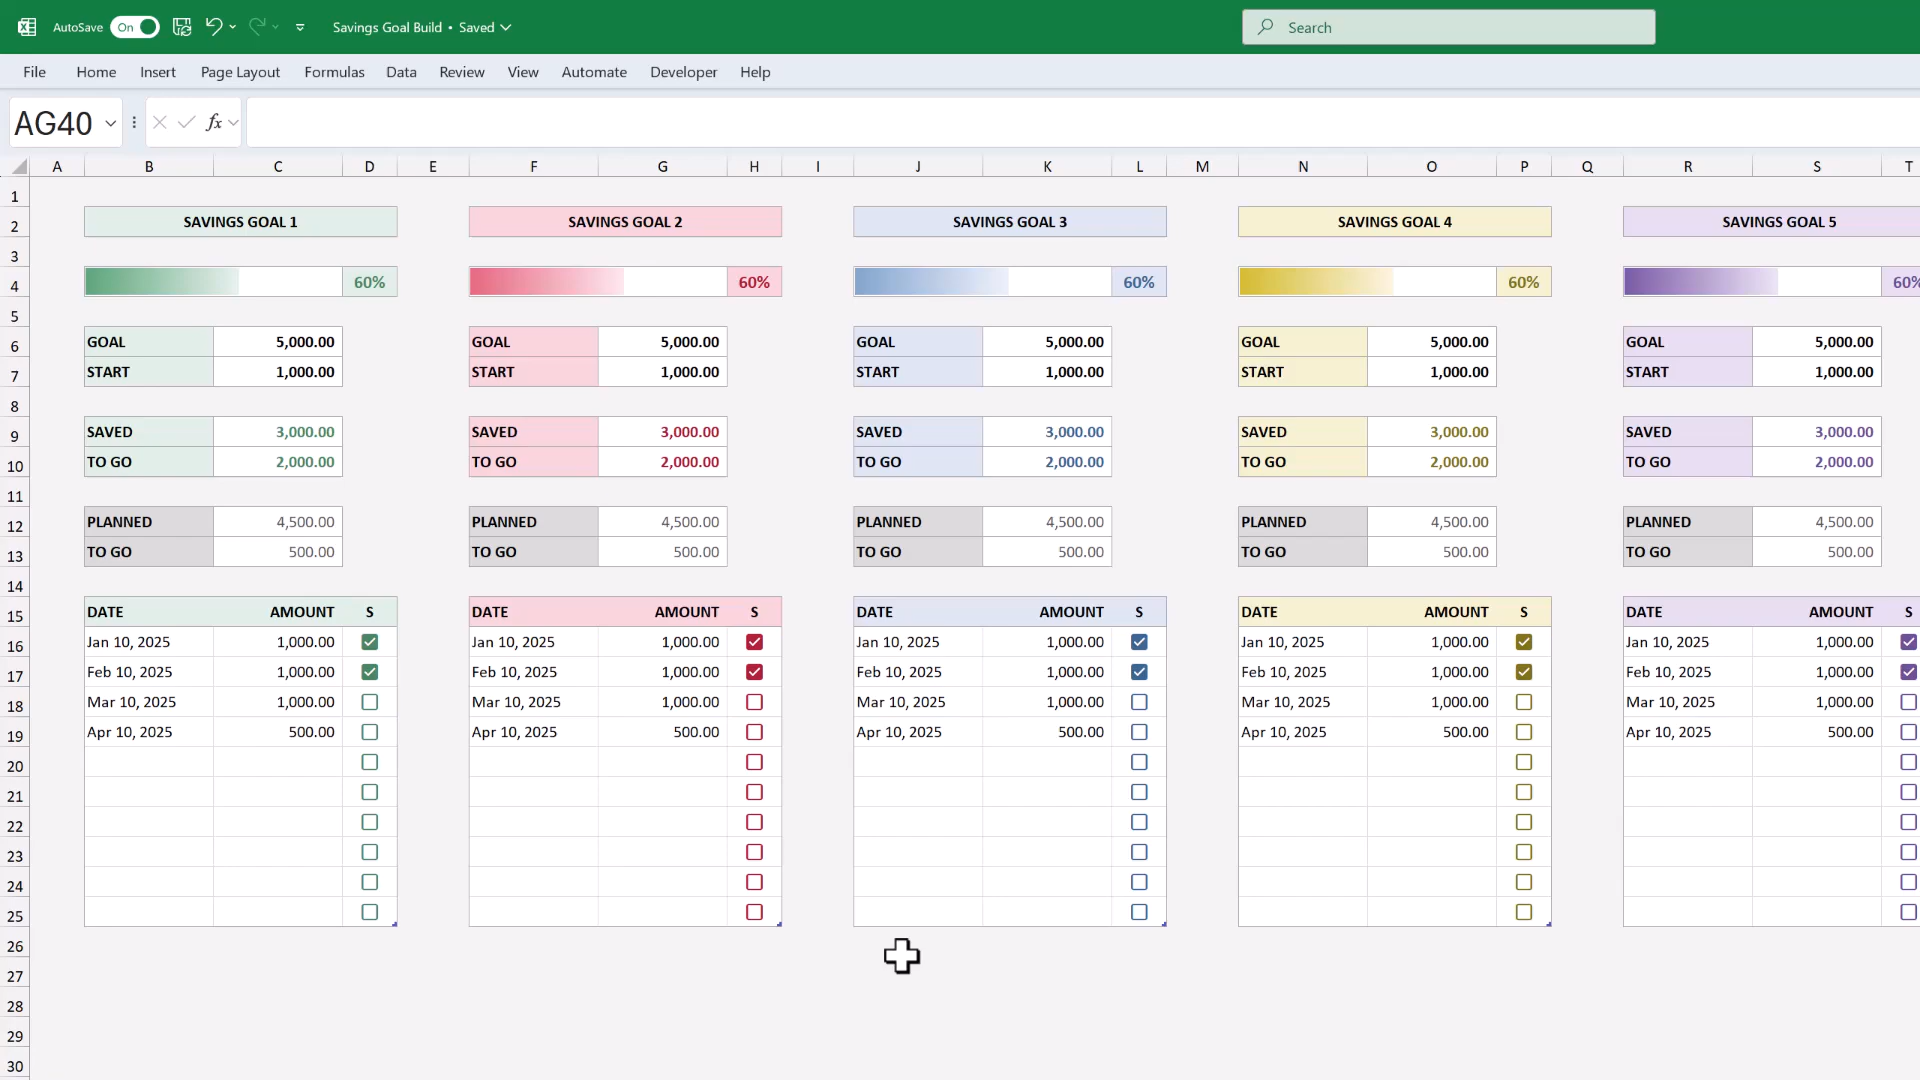 AutoSave On Savings Goal Build • Saved Search
File Home Insert Page Layout Formulas Data Review View Automate Developer Help
AG40 fx
A B C D E F G H I J K L M N O P Q R S T
1
2 SAVINGS GOAL 1 SAVINGS GOAL 2 SAVINGS GOAL 3 SAVINGS GOAL 4 SAVINGS GOAL 5
3
4 60% 60% 60% 60% 60%
5
6 GOAL 5,000.00 GOAL 5,000.00 GOAL 5,000.00 GOAL 5,000.00 GOAL 5,000.00
7 START 1,000.00 START 1,000.00 START 1,000.00 START 1,000.00 START 1,000.00
8
9 SAVED 3,000.00 SAVED 3,000.00 SAVED 3,000.00 SAVED 3,000.00 SAVED 3,000.00
10 TO GO 2,000.00 TO GO 2,000.00 TO GO 2,000.00 TO GO 2,000.00 TO GO 2,000.00
11
12 PLANNED 4,500.00 PLANNED 4,500.00 PLANNED 4,500.00 PLANNED 4,500.00 PLANNED 4,500.00
13 TO GO 500.00 TO GO 500.00 TO GO 500.00 TO GO 500.00 TO GO 500.00
14
15 DATE AMOUNT S DATE AMOUNT S DATE AMOUNT S DATE AMOUNT S DATE AMOUNT S
16 Jan 10, 2025 1,000.00 Jan 10, 2025 1,000.00 Jan 10, 2025 1,000.00 Jan 10, 2025 1,000.00 Jan 10, 2025 1,000.00
17 Feb 10, 2025 1,000.00 Feb 10, 2025 1,000.00 Feb 10, 2025 1,000.00 Feb 10, 2025 1,000.00 Feb 10, 2025 1,000.00
18 Mar 10, 2025 1,000.00 Mar 10, 2025 1,000.00 Mar 10, 2025 1,000.00 Mar 10, 2025 1,000.00 Mar 10, 2025 1,000.00
19 Apr 10, 2025 500.00 Apr 10, 2025 500.00 Apr 10, 2025 500.00 Apr 10, 2025 500.00 Apr 10, 2025 500.00
20
21
22
23
24
25
26
27
28
29
30